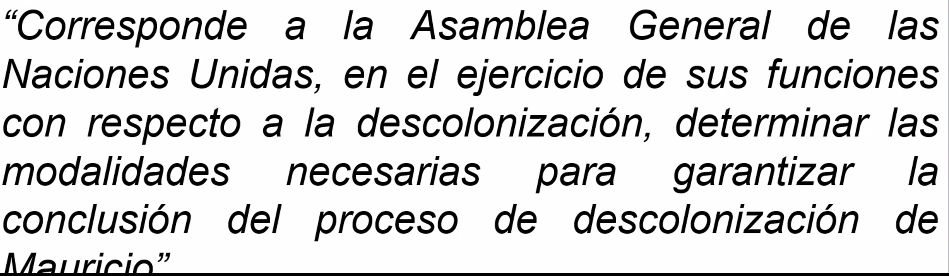 “Corresponde a la Asamblea General de las
Naciones Unidas, en el ejercicio de sus funciones
con respecto a la descolonización, determinar las
modalidades necesarias para garantizar la
conclusión del proceso de descolonización de
Mauricio”